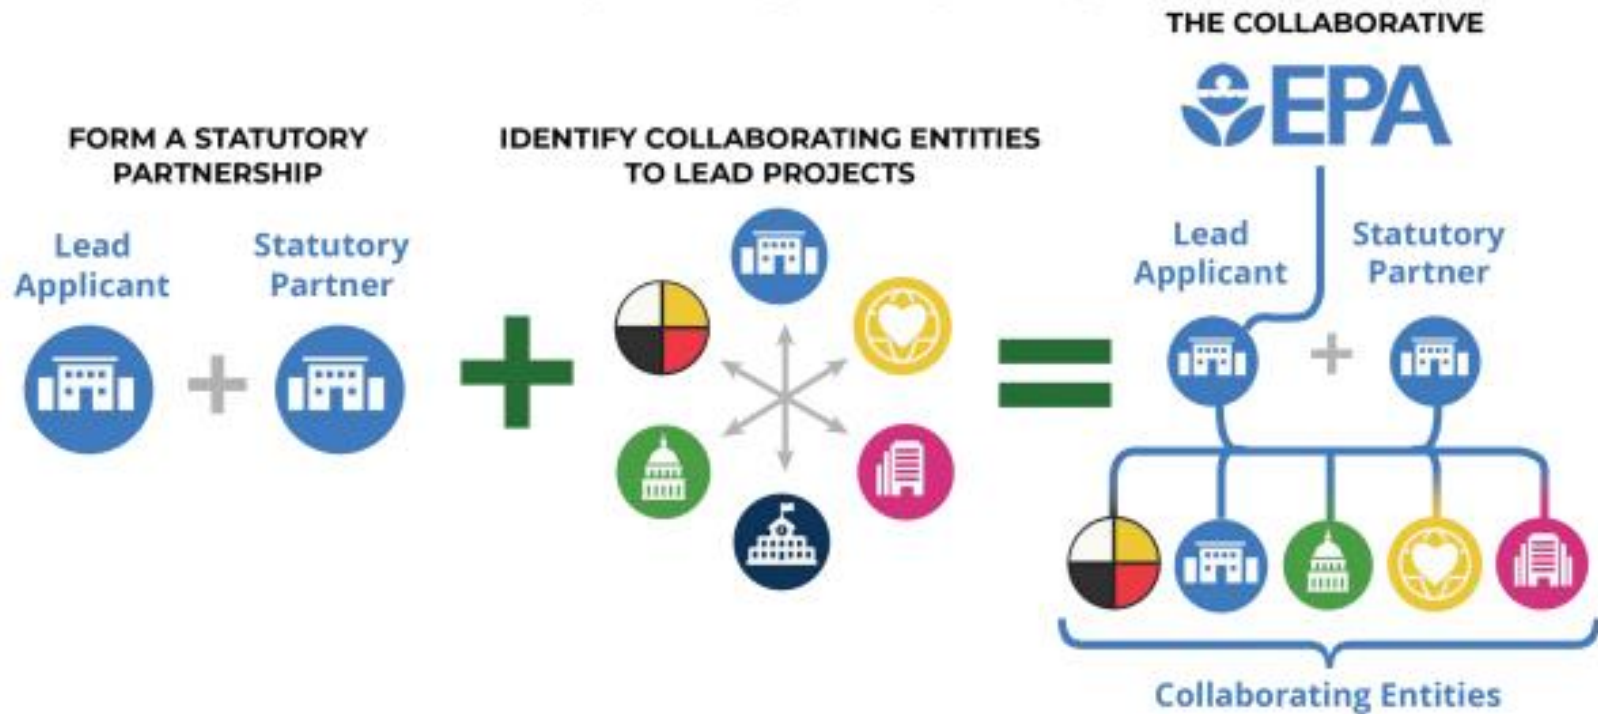 FORM A STATUTORY
PARTNERSHIP
Lead
Applicant
Statutory
Partner
IDENTIFY COLLABORATING ENTITIES
TO LEAD PROJECTS
THE COLLABORATIVE
EPA
Lead
Applicant
Statutory
Partner
Collaborating Entities